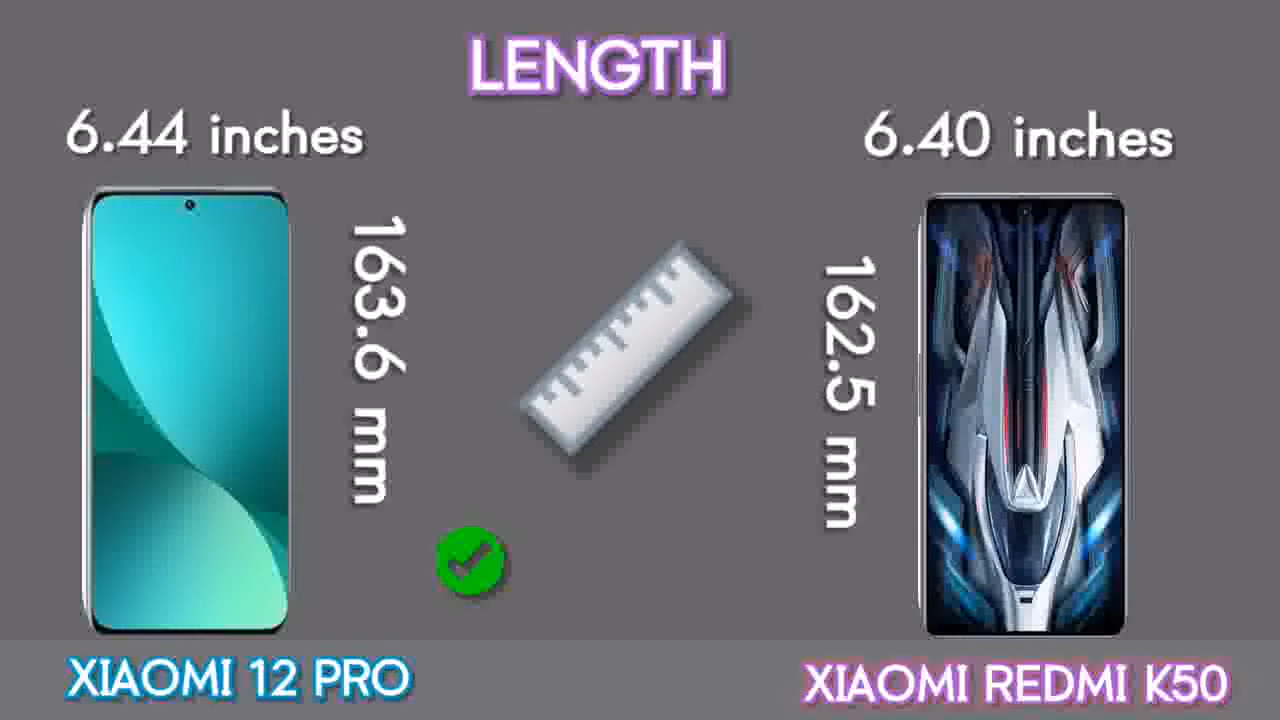 LENGTH
6.44 inches
6.40 inches
163.6 mm
162.5 mm
XIAOMI 12 PRO
XIAOMI REDMI K50